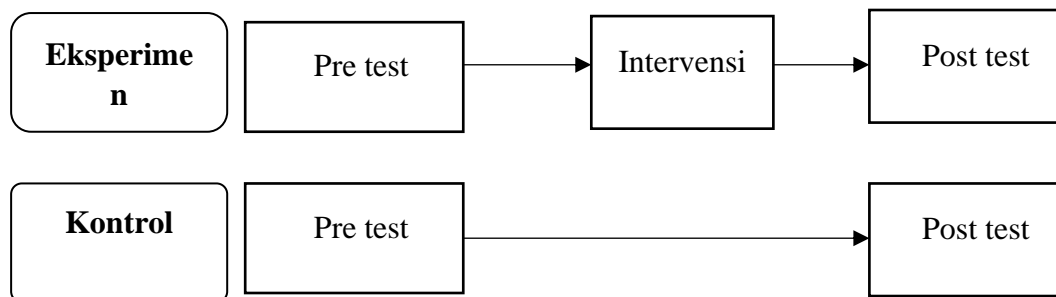 Eksperime
n
Pre test
Intervensi
Post test
Kontrol
Pre test
Post test